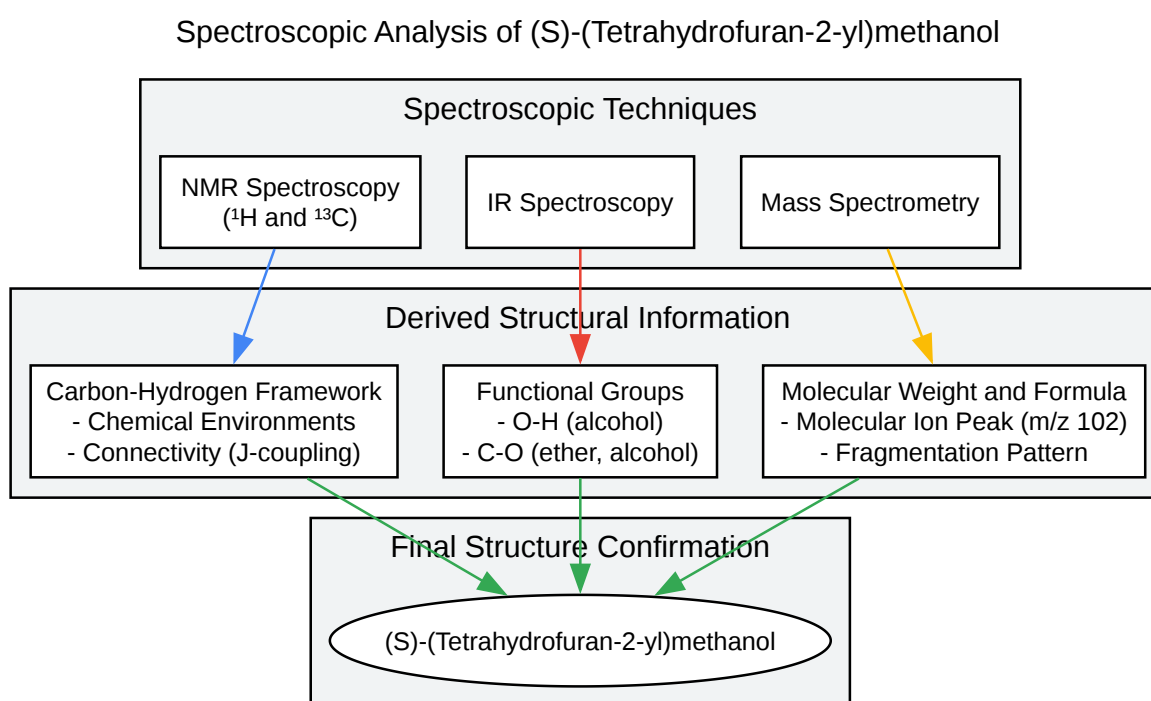 Spectroscopic Analysis of (S)-(Tetrahydrofuran-2-yl)methanol
Spectroscopic Techniques
NMR Spectroscopy
(¹H and ¹³C)
IR Spectroscopy
Mass Spectrometry
Derived Structural Information
Carbon-Hydrogen Framework
- Chemical Environments
- Connectivity (J-coupling)
Functional Groups
- O-H (alcohol)
- C-O (ether, alcohol)
Molecular Weight and Formula
- Molecular Ion Peak (m/z 102)
- Fragmentation Pattern
Final Structure Confirmation
(S)-(Tetrahydrofuran-2-yl)methanol